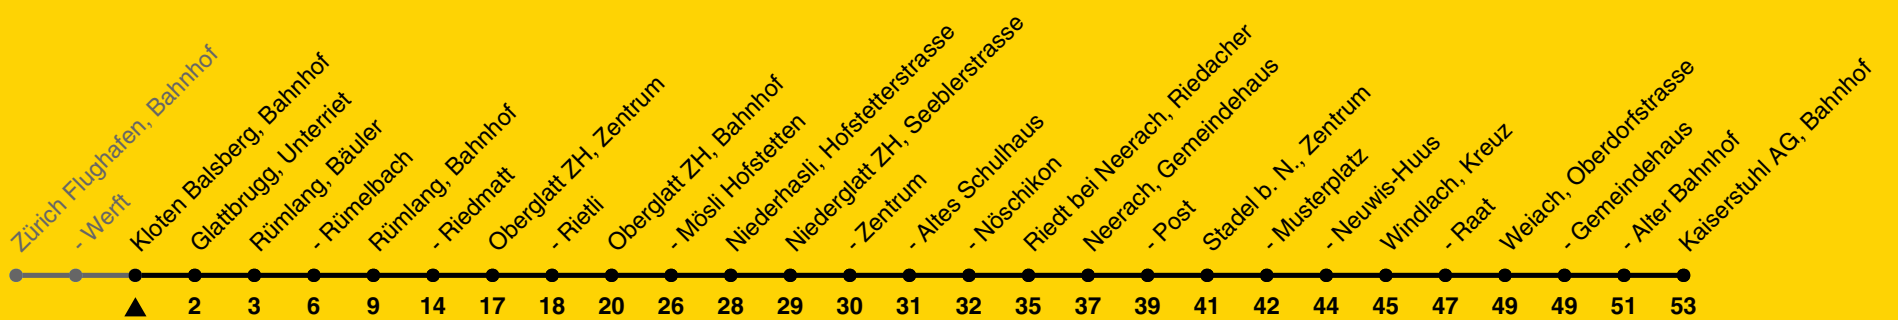 Zürich Flughafen, Bahnhof
- Werft
Kloten Balsberg, Bahnhof
Glattbrugg, Unterriet
Rümlang, Bäuler
- Rümelbach
Rümlang, Bahnhof
- Riedmatt
Oberglatt ZH, Zentrum
- Rietli
Oberglatt ZH, Bahnhof
- Mösli Hofstetten
Niederhasli, Hofstetterstrasse
Niederglatt ZH, Seeblerstrasse
- Zentrum
- Altes Schulhaus
- Nöschikon
Riedt bei Neerach, Riedacher
Neerach, Gemeindehaus
- Post
Stadel b. N., Zentrum
- Musterplatz
- Neuwis-Huus
Windlach, Kreuz
- Raat
Weiach, Oberdorfstrasse
- Gemeindehaus
- Alter Bahnhof
Kaiserstuhl AG, Bahnhof
2 3 6 9 14 17 18 20 26 28 29 30 31 32 35 37 39 41 42 44 45 47 49 49 51 53